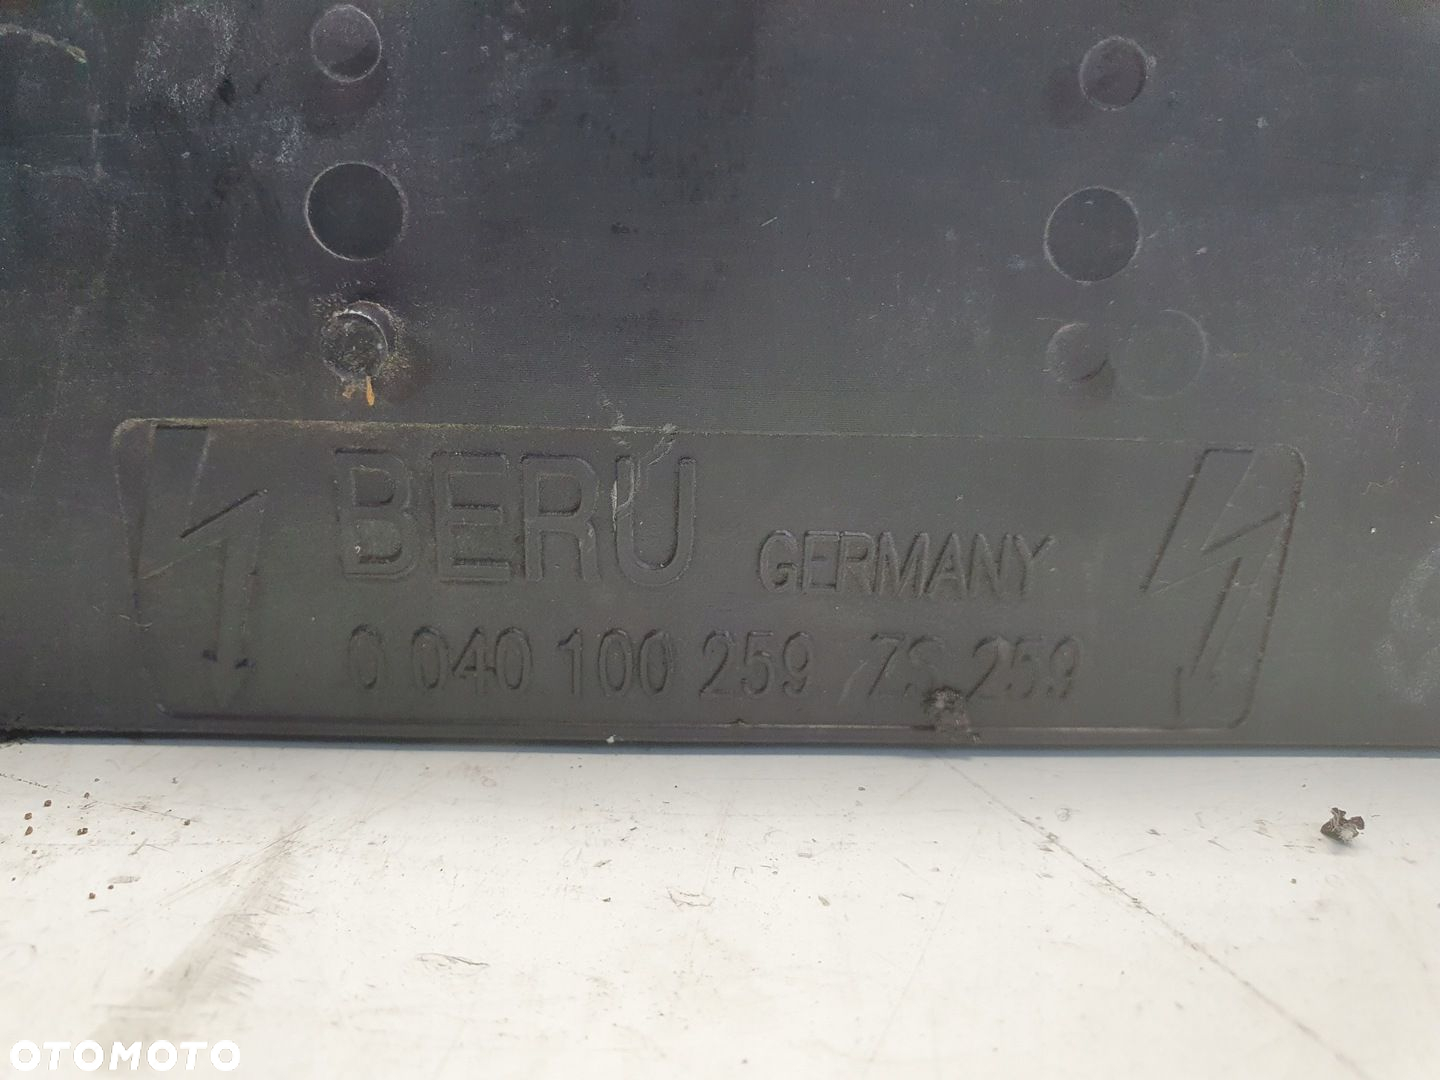 BERU GERMANY
0 040 100 259 ZS 259
OTOMOTO